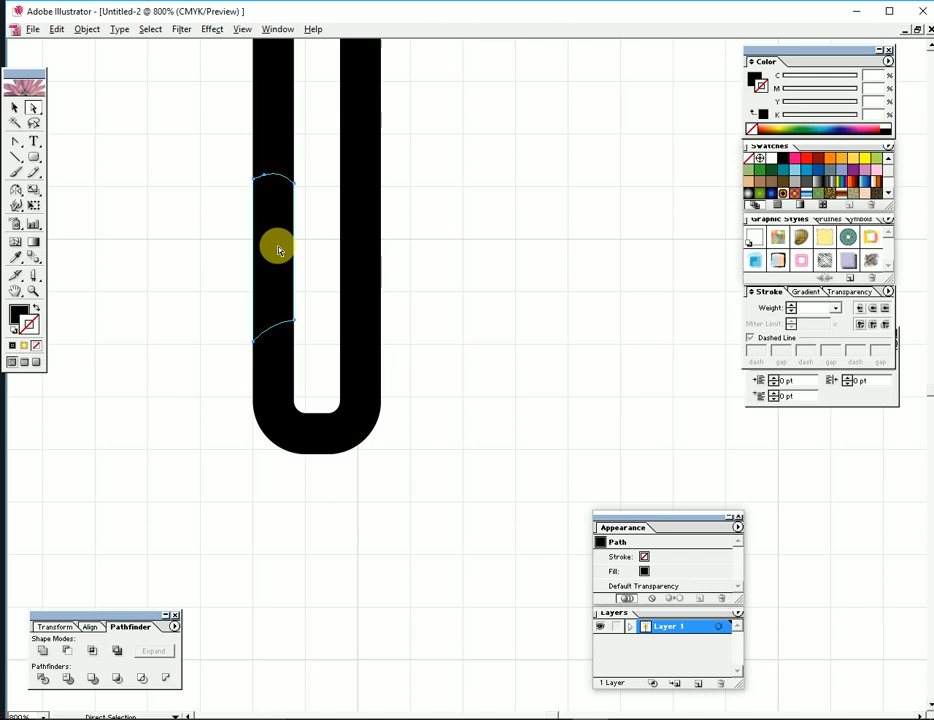 Adobe Illustrator - [Untitled-2 @ 800% (CMYK/Preview) ]
File Edit Object Type Select Filter Effect View Window Help
Color
C %
M %
Y %
K %
Swatches
Graphic Styles Brushes Symbols
Stroke Gradient Transparency
Weight:
Miter Limit: x
Dashed Line
dash gap dash gap dash gap
0 pt 0 pt
0 pt
Appearance
Path
Stroke:
Fill:
Default Transparency
Layers
Layer 1
1 Layer
Transform Align Pathfinder
Shape Modes:
Expand
Pathfinders:
800% Direct Selection